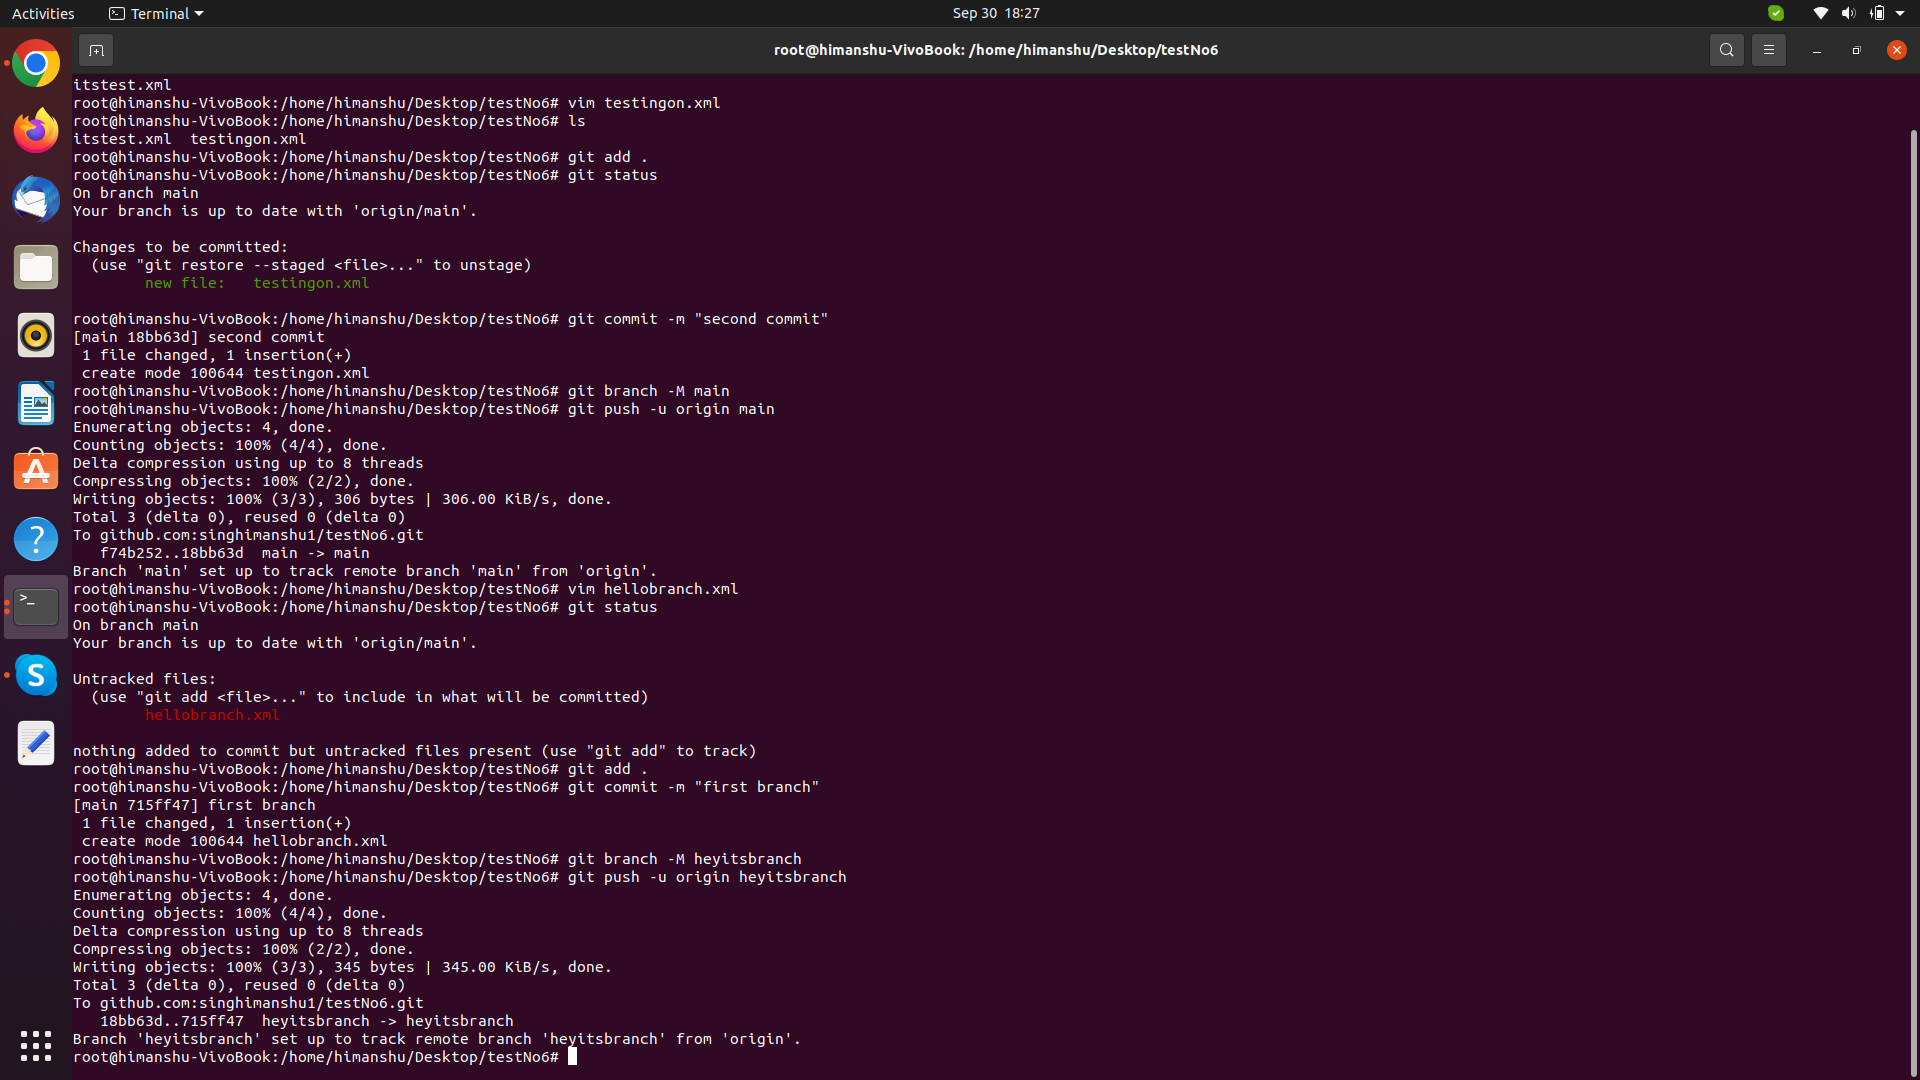 Activities
Terminal
Sep 30 18:27
root@himanshu-VivoBook: /home/himanshu/Desktop/testNo6
itstest.xml
root@himanshu-VivoBook:/home/himanshu/Desktop/testNo6# vim testingon.xml
root@himanshu-VivoBook:/home/himanshu/Desktop/testNo6# ls
itstest.xml  testingon.xml
root@himanshu-VivoBook:/home/himanshu/Desktop/testNo6# git add .
root@himanshu-VivoBook:/home/himanshu/Desktop/testNo6# git status
On branch main
Your branch is up to date with 'origin/main'.
Changes to be committed:
  (use "git restore --staged <file>..." to unstage)
        new file:   testingon.xml
root@himanshu-VivoBook:/home/himanshu/Desktop/testNo6# git commit -m "second commit"
[main 18bb63d] second commit
 1 file changed, 1 insertion(+)
 create mode 100644 testingon.xml
root@himanshu-VivoBook:/home/himanshu/Desktop/testNo6# git branch -M main
root@himanshu-VivoBook:/home/himanshu/Desktop/testNo6# git push -u origin main
Enumerating objects: 4, done.
Counting objects: 100% (4/4), done.
Delta compression using up to 8 threads
Compressing objects: 100% (2/2), done.
Writing objects: 100% (3/3), 306 bytes | 306.00 KiB/s, done.
Total 3 (delta 0), reused 0 (delta 0)
To github.com:singhimanshu1/testNo6.git
   f74b252..18bb63d  main -> main
Branch 'main' set up to track remote branch 'main' from 'origin'.
root@himanshu-VivoBook:/home/himanshu/Desktop/testNo6# vim hellobranch.xml
root@himanshu-VivoBook:/home/himanshu/Desktop/testNo6# git status
On branch main
Your branch is up to date with 'origin/main'.
Untracked files:
  (use "git add <file>..." to include in what will be committed)
        hellobranch.xml
nothing added to commit but untracked files present (use "git add" to track)
root@himanshu-VivoBook:/home/himanshu/Desktop/testNo6# git add .
root@himanshu-VivoBook:/home/himanshu/Desktop/testNo6# git commit -m "first branch"
[main 715ff47] first branch
 1 file changed, 1 insertion(+)
 create mode 100644 hellobranch.xml
root@himanshu-VivoBook:/home/himanshu/Desktop/testNo6# git branch -M heyitsbranch
root@himanshu-VivoBook:/home/himanshu/Desktop/testNo6# git push -u origin heyitsbranch
Enumerating objects: 4, done.
Counting objects: 100% (4/4), done.
Delta compression using up to 8 threads
Compressing objects: 100% (2/2), done.
Writing objects: 100% (3/3), 345 bytes | 345.00 KiB/s, done.
Total 3 (delta 0), reused 0 (delta 0)
To github.com:singhimanshu1/testNo6.git
   18bb63d..715ff47  heyitsbranch -> heyitsbranch
Branch 'heyitsbranch' set up to track remote branch 'heyitsbranch' from 'origin'.
root@himanshu-VivoBook:/home/himanshu/Desktop/testNo6#